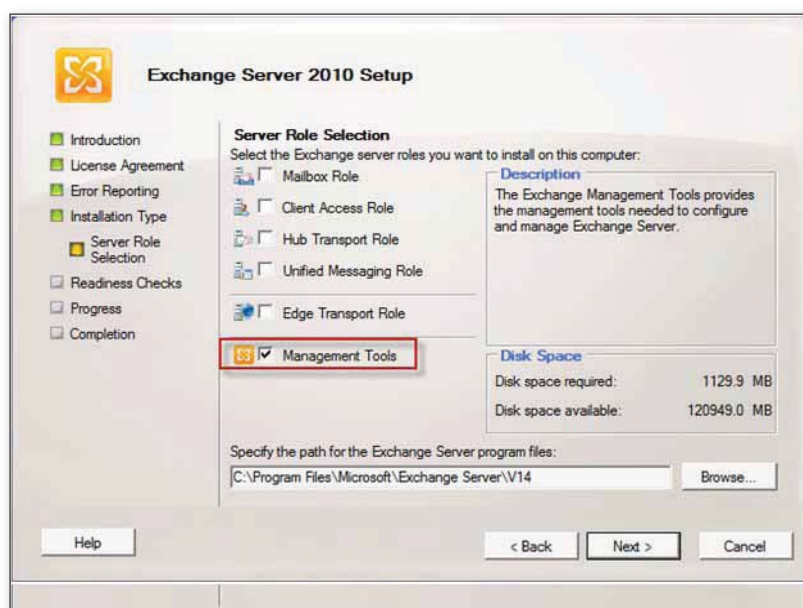 Exchange Server 2010 Setup
Introduction
License Agreement
Error Reporting
Installation Type
Server Role
Selection
Readiness Checks
Progress
Completion
Server Role Selection
Select the Exchange server roles you want to install on this computer:
Mailbox Role
Client Access Role
Hub Transport Role
Unified Messaging Role
Edge Transport Role
Management Tools
Description
The Exchange Management Tools provides
the management tools needed to configure
and manage Exchange Server.
Disk Space
Disk space required: 1129.9 MB
Disk space available: 120949.0 MB
Specify the path for the Exchange Server program files:
C:\Program Files\Microsoft\Exchange Server\V14
Browse...
Help
< Back
Next >
Cancel